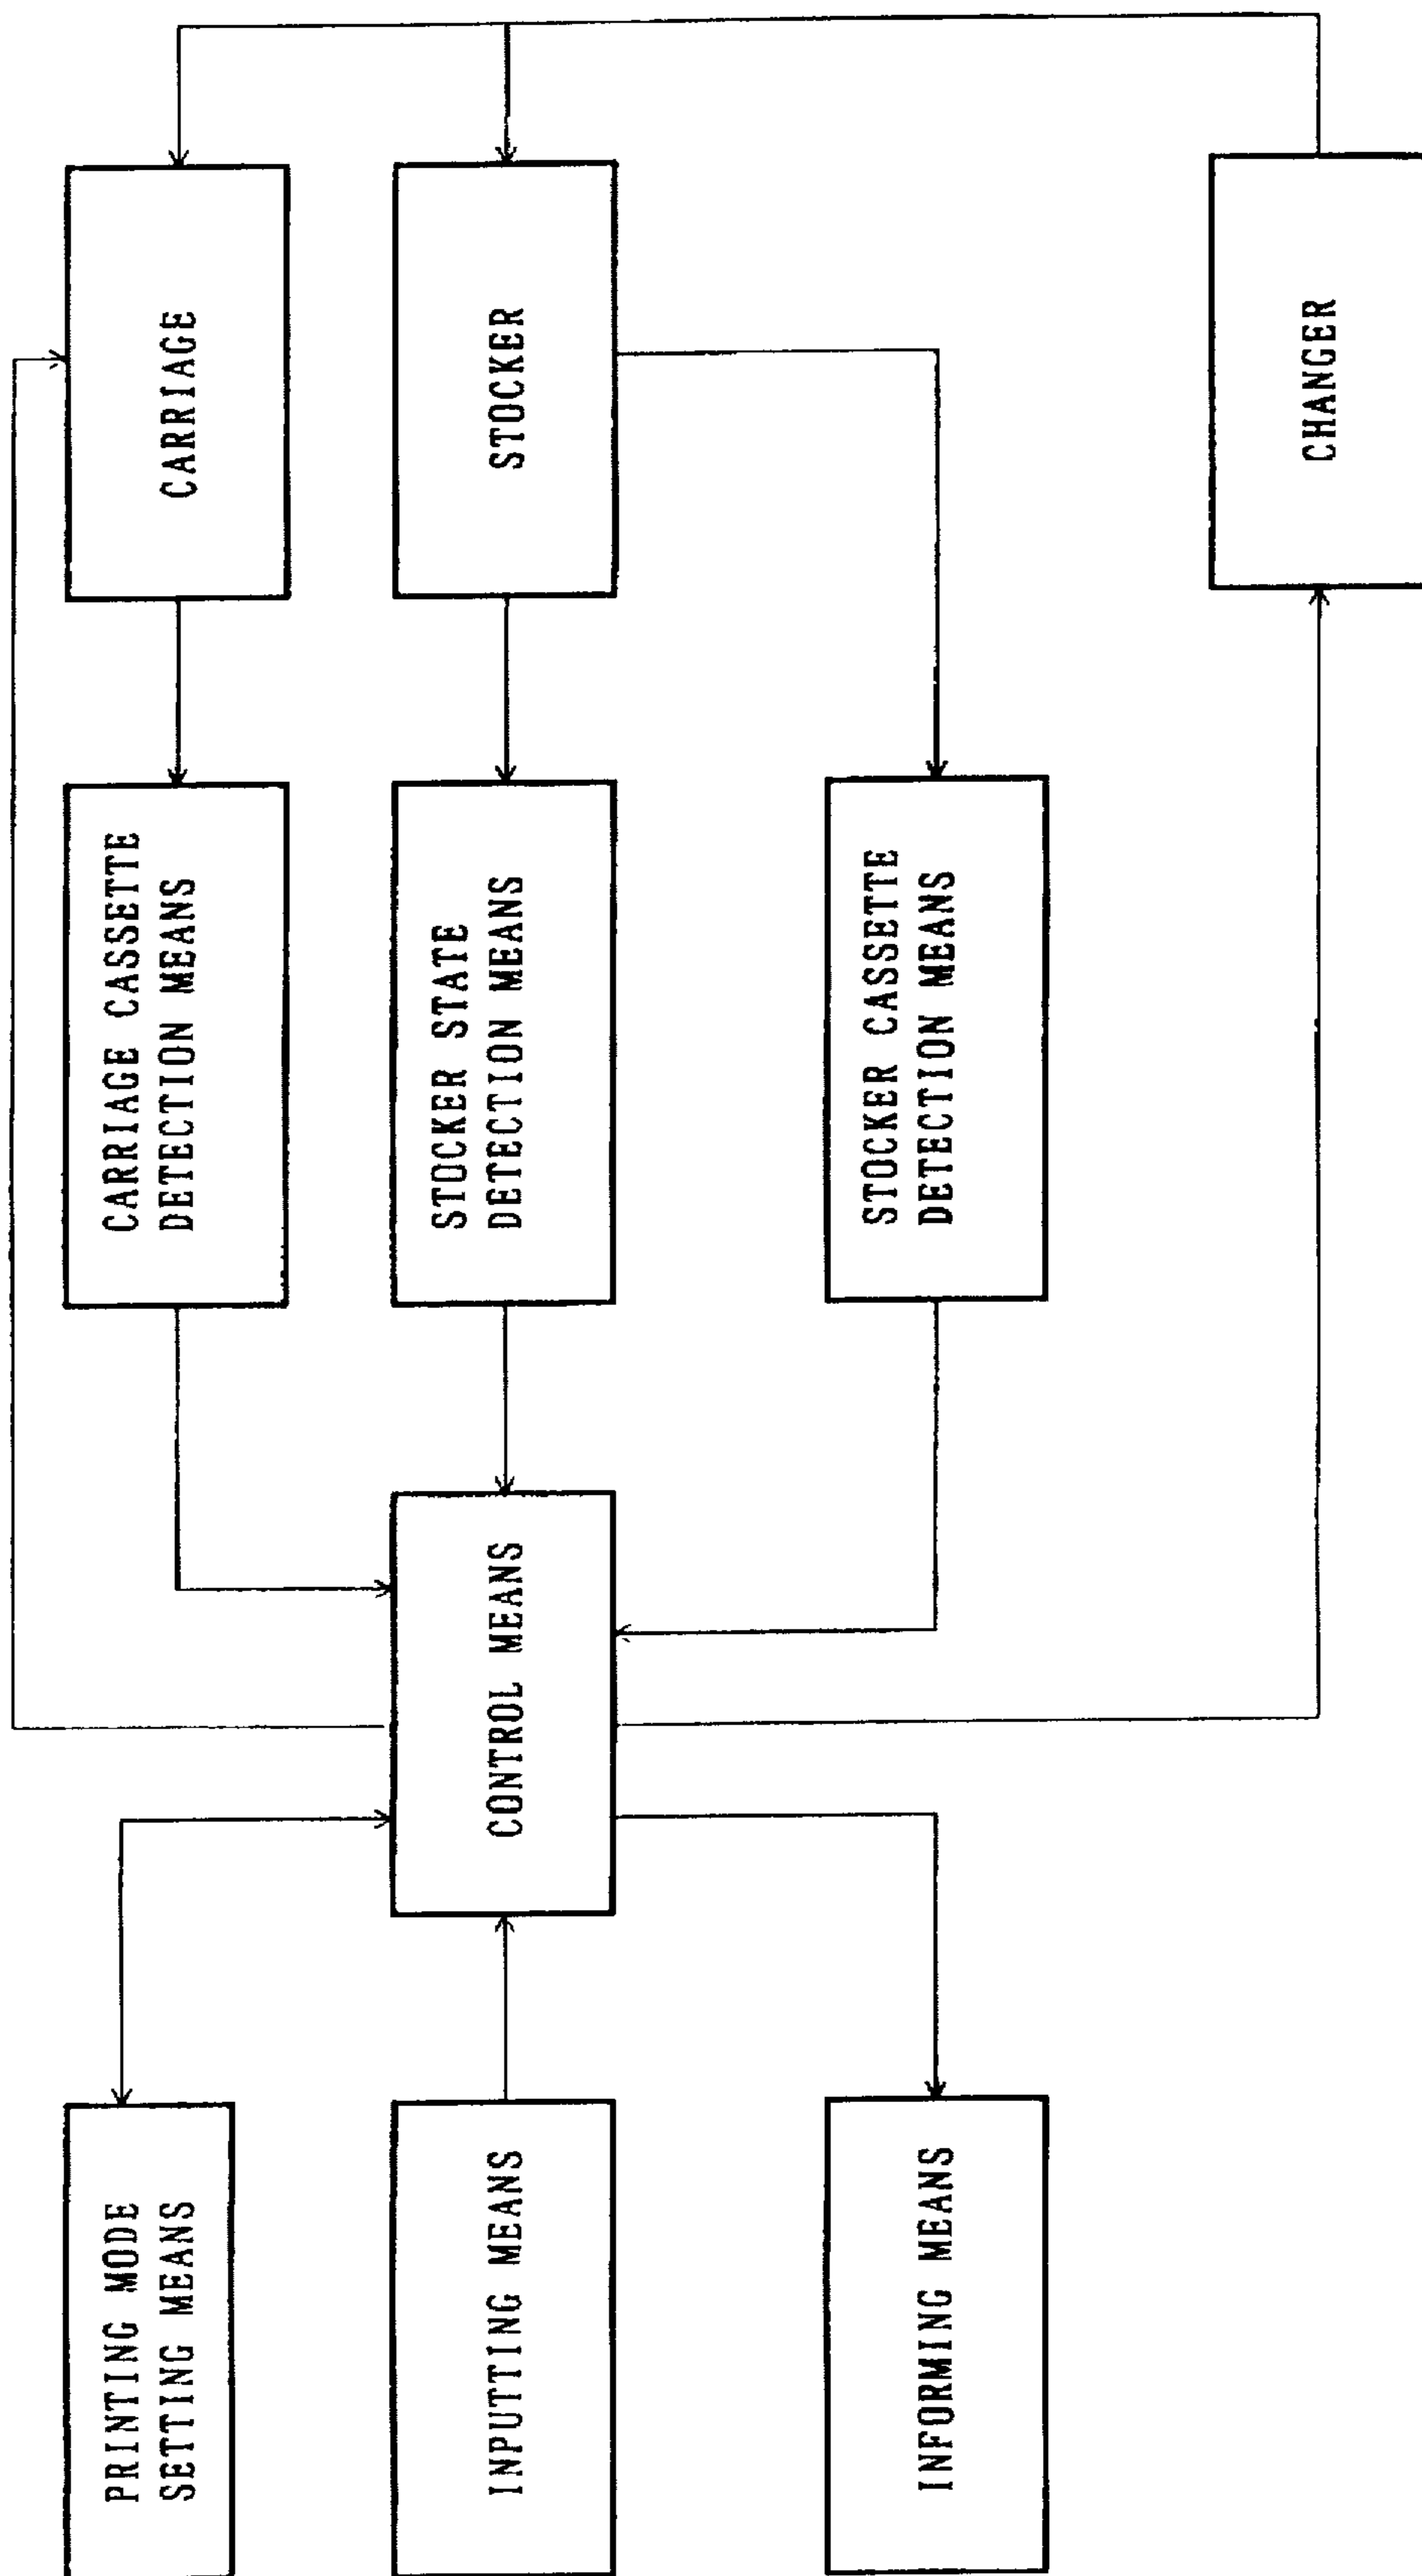 PRINTING MODE
SETTING MEANS
INPUTTING MEANS
INFORMING MEANS
CONTROL MEANS
CARRIAGE CASSETTE
DETECTION MEANS
STOCKER STATE
DETECTION MEANS
STOCKER CASSETTE
DETECTION MEANS
CARRIAGE
STOCKER
CHANGER